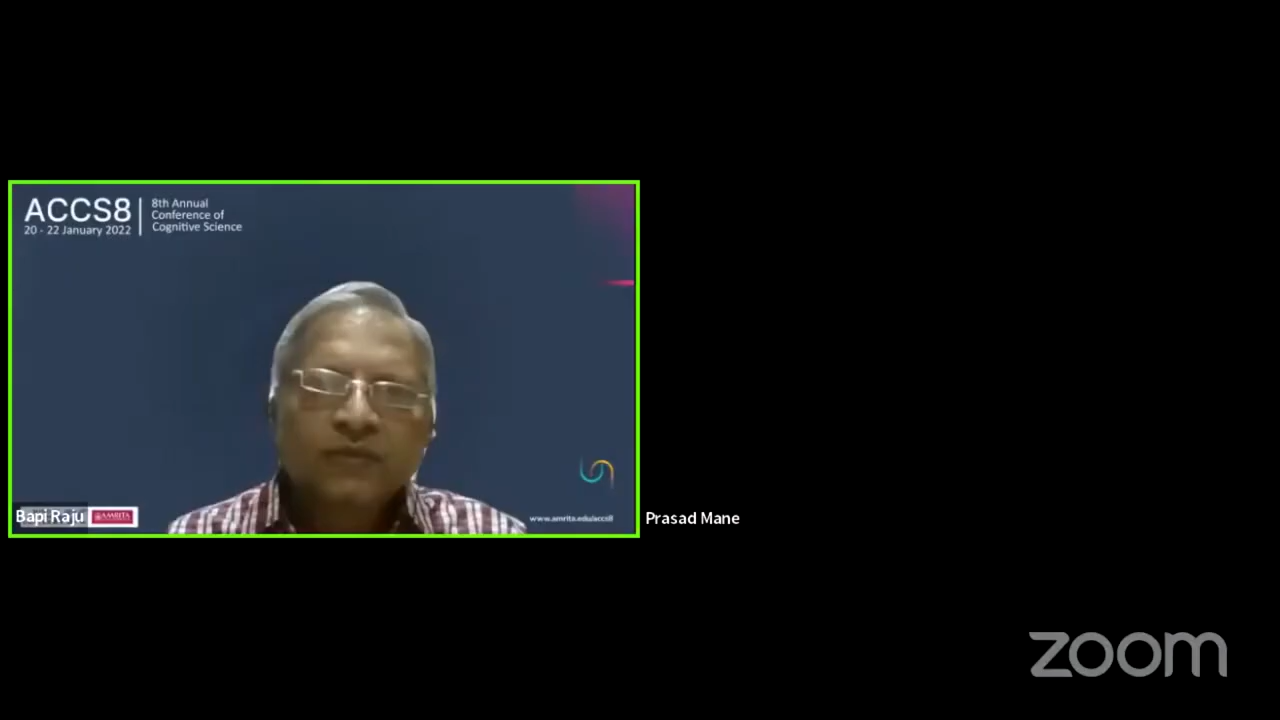 ACCS8
20 - 22 January 2022
8th Annual
Conference of
Cognitive Science
Bapi Raju
AMRITA
www.amrita.edu/accs8
Prasad Mane
zoom